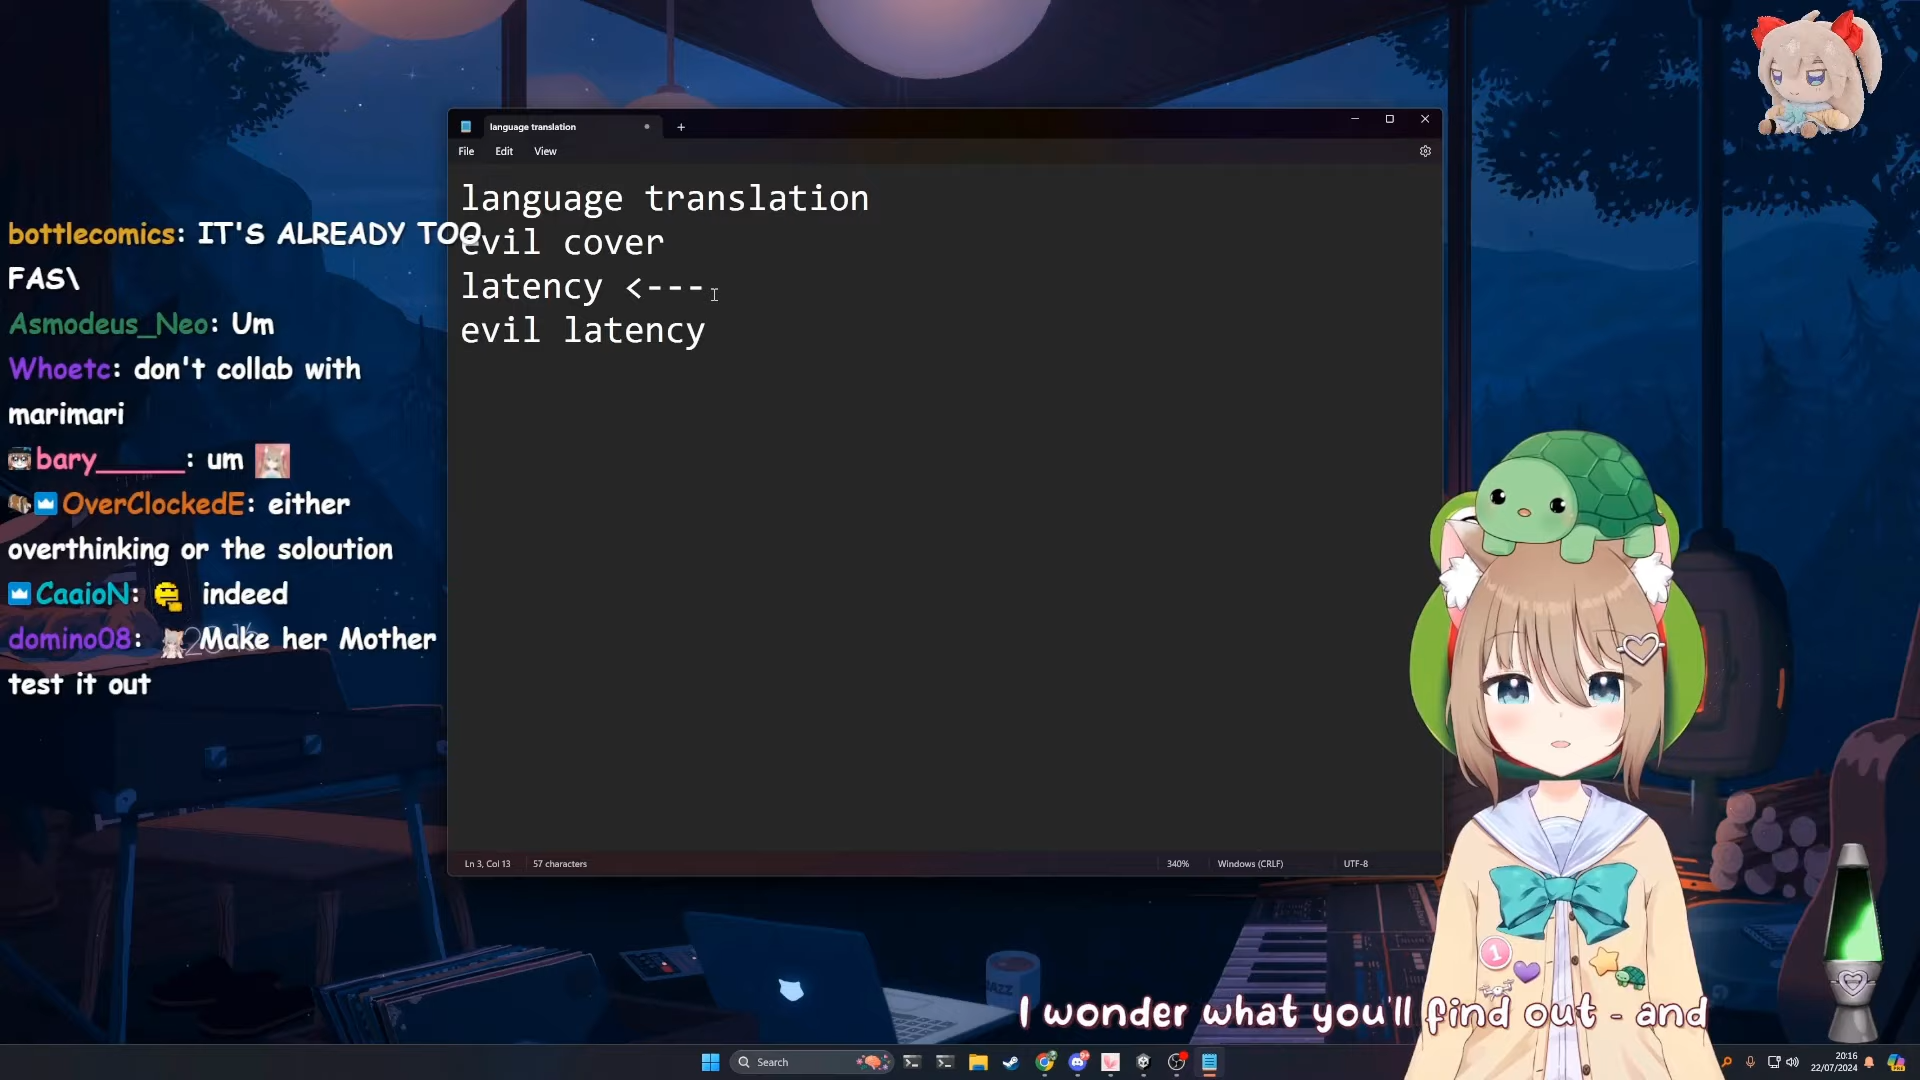 language translation
File Edit View
language translation
evil cover
latency <---
evil latency
Ln 3, Col 13 57 characters 340% Windows (CRLF) UTF-8
bottlecomics: IT'S ALREADY TOO
FAS\
Asmodeus_Neo: Um
Whoetc: don't collab with
marimari
bary_____: um
OverClockedE: either
overthinking or the soloution
CaaioN: indeed
domino08: Make her Mother
test it out
1
JAZZ
I wonder what you'll find out - and
Search
20:16
22/07/2024